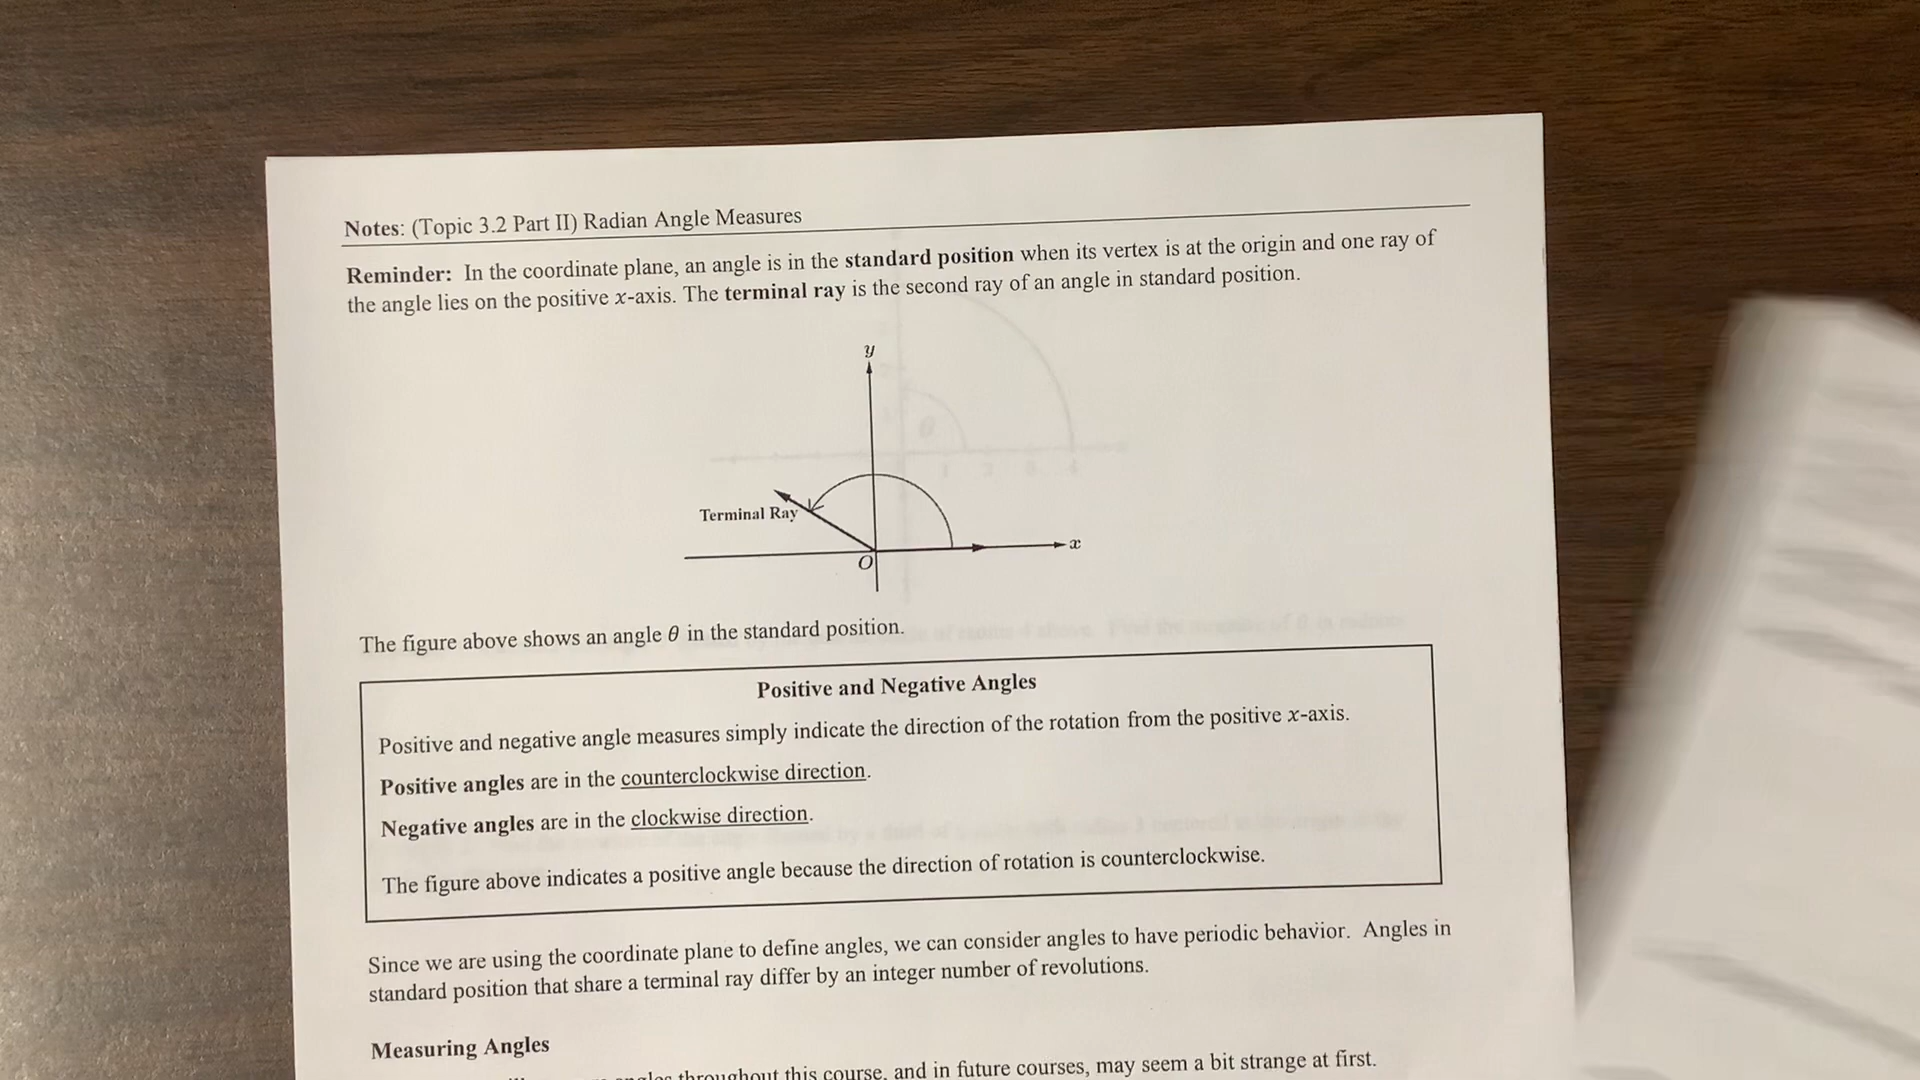 Notes: (Topic 3.2 Part II) Radian Angle Measures
Reminder: In the coordinate plane, an angle is in the standard position when its vertex is at the origin and one ray of
the angle lies on the positive x-axis. The terminal ray is the second ray of an angle in standard position.
y
Terminal Ray
x
O
The figure above shows an angle θ in the standard position.
Positive and Negative Angles
Positive and negative angle measures simply indicate the direction of the rotation from the positive x-axis.
Positive angles are in the counterclockwise direction.
Negative angles are in the clockwise direction.
The figure above indicates a positive angle because the direction of rotation is counterclockwise.
Since we are using the coordinate plane to define angles, we can consider angles to have periodic behavior. Angles in
standard position that share a terminal ray differ by an integer number of revolutions.
Measuring Angles
throughout this course, and in future courses, may seem a bit strange at first.